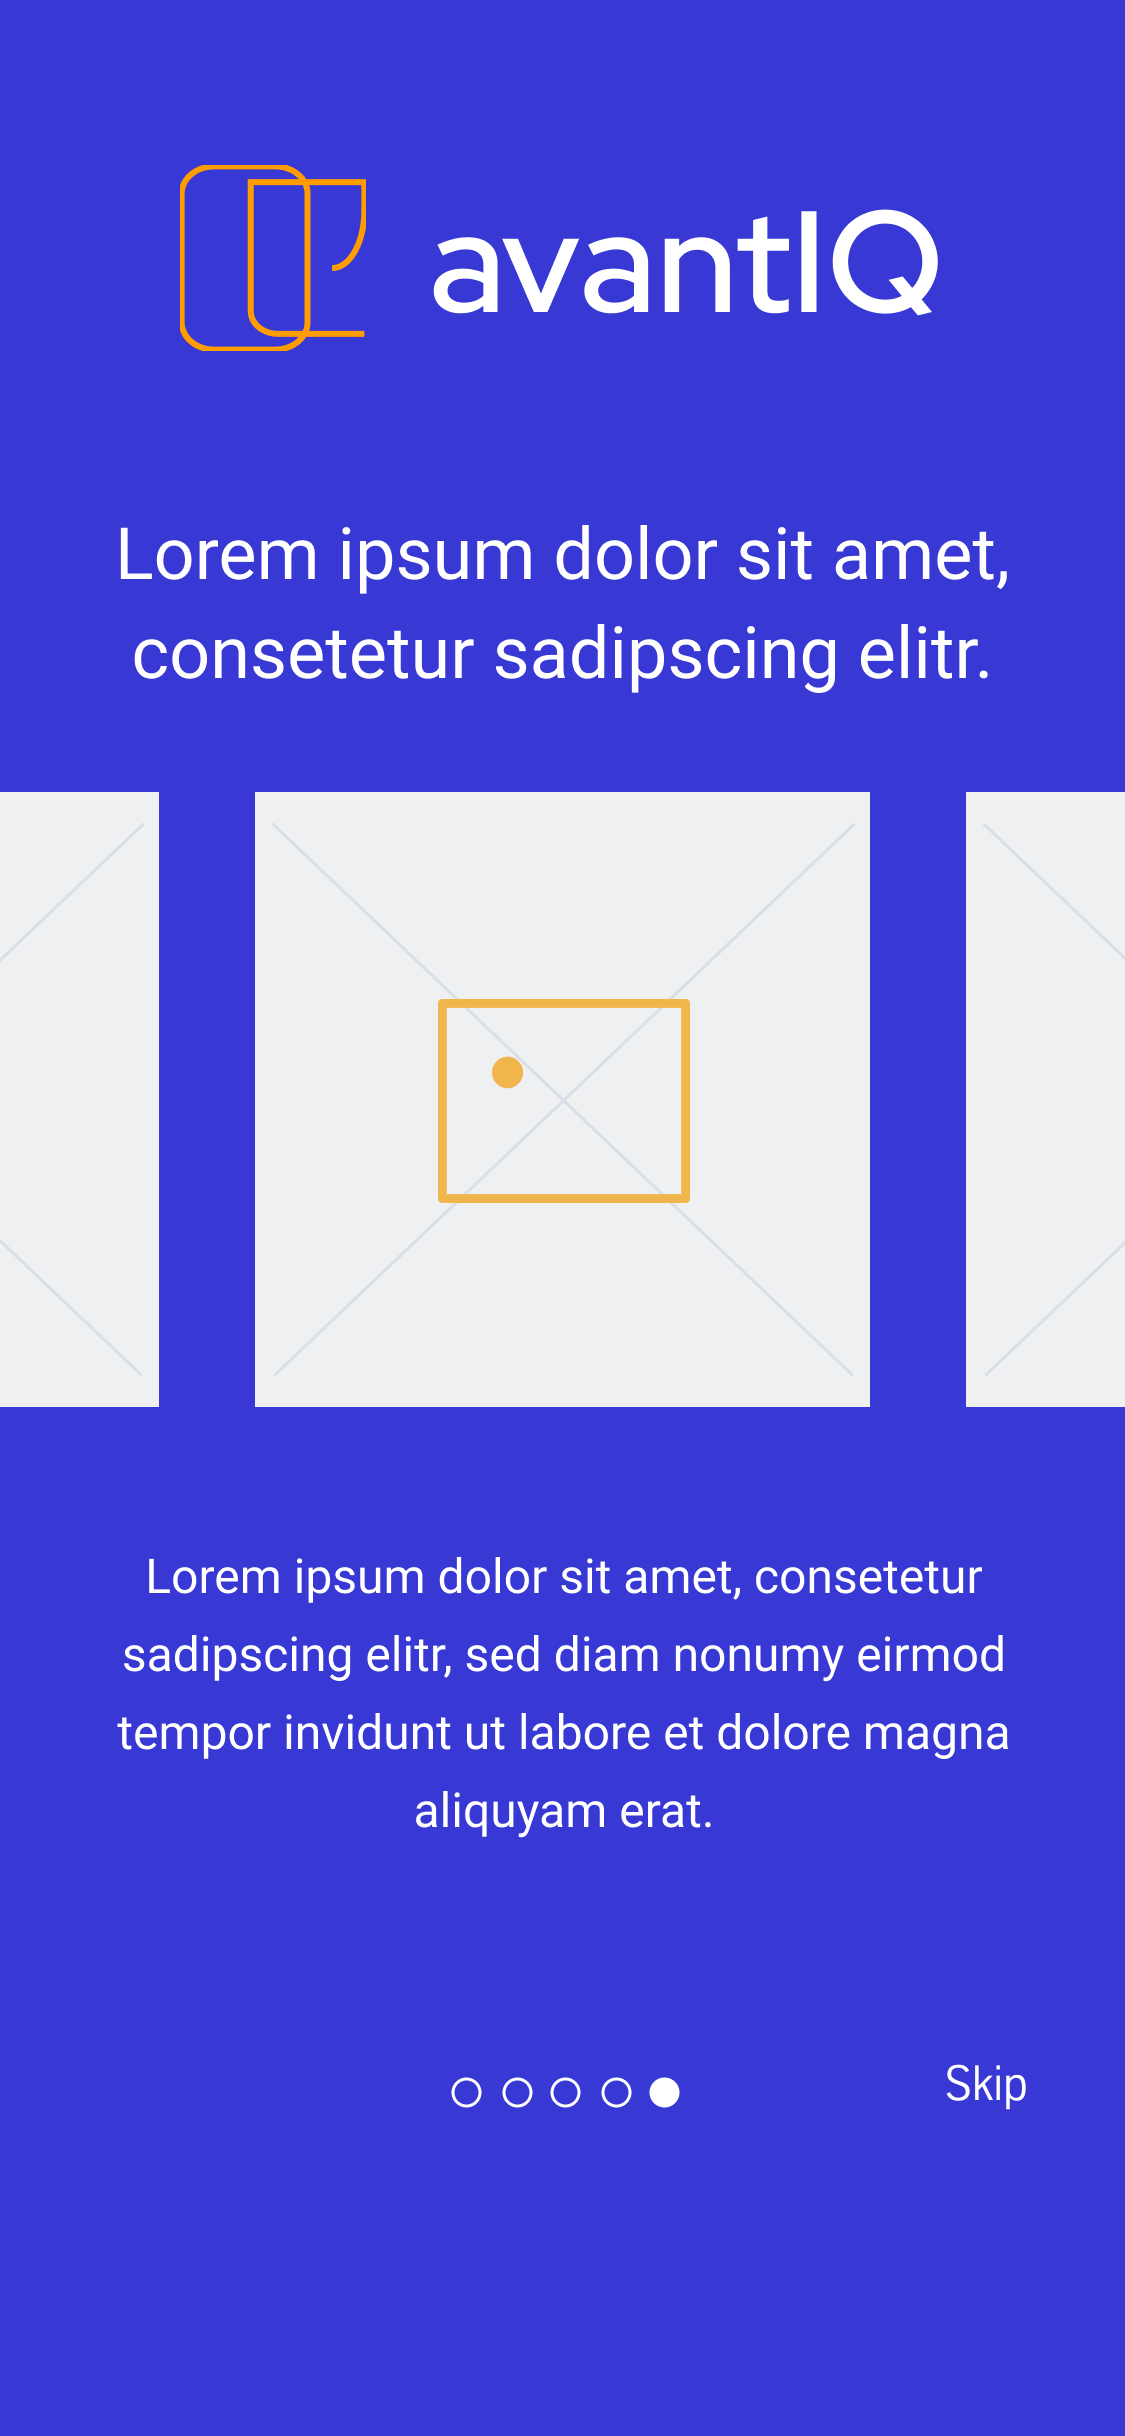 avantIQ
Lorem ipsum dolor sit amet,
consetetur sadipscing elitr.
Lorem ipsum dolor sit amet, consetetur
sadipscing elitr, sed diam nonumy eirmod
tempor invidunt ut labore et dolore magna
aliquyam erat.
Skip